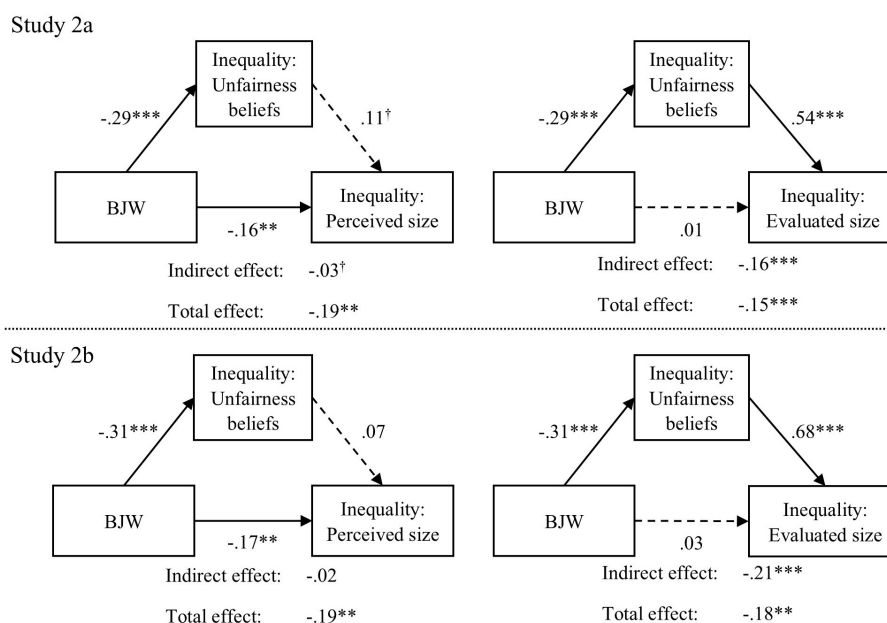 Study 2a
Inequality:
Unfairness
beliefs
-.29***
.11†
BJW
Inequality:
Perceived size
-.16**
Indirect effect: -.03†
Total effect: -.19**
Inequality:
Unfairness
beliefs
-.29***
.54***
BJW
Inequality:
Evaluated size
.01
Indirect effect: -.16***
Total effect: -.15***
Study 2b
Inequality:
Unfairness
beliefs
-.31***
.07
BJW
Inequality:
Perceived size
-.17**
Indirect effect: -.02
Total effect: -.19**
Inequality:
Unfairness
beliefs
-.31***
.68***
BJW
Inequality:
Evaluated size
.03
Indirect effect: -.21***
Total effect: -.18**